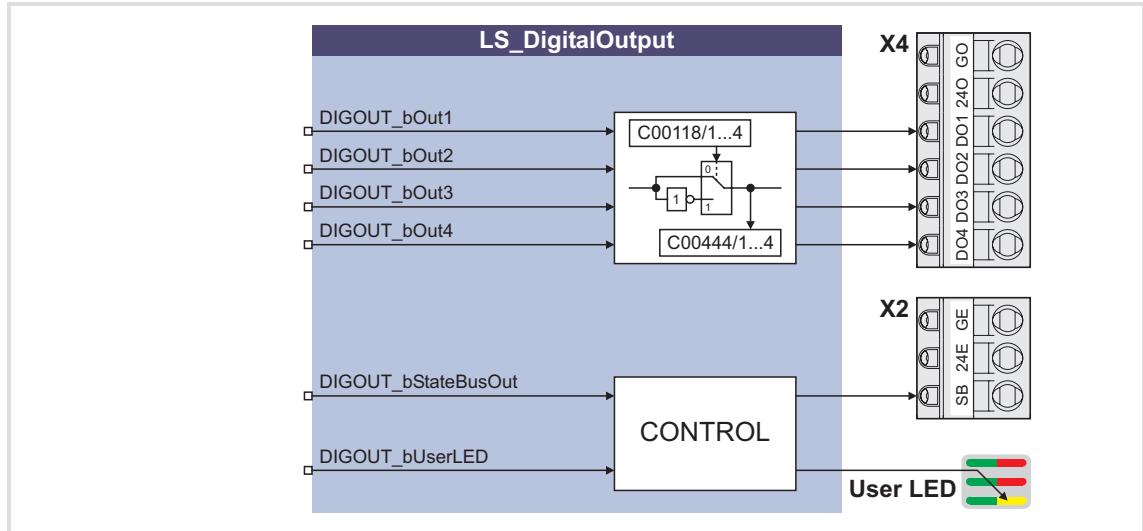 LS_DigitalOutput
DIGOUT_bOut1
DIGOUT_bOut2
DIGOUT_bOut3
DIGOUT_bOut4
C00118/1...4
0
1
1
C00444/1...4
X4
GO
24O
DO1
DO2
DO3
DO4
DIGOUT_bStateBusOut
DIGOUT_bUserLED
CONTROL
X2
GE
24E
SB
User LED